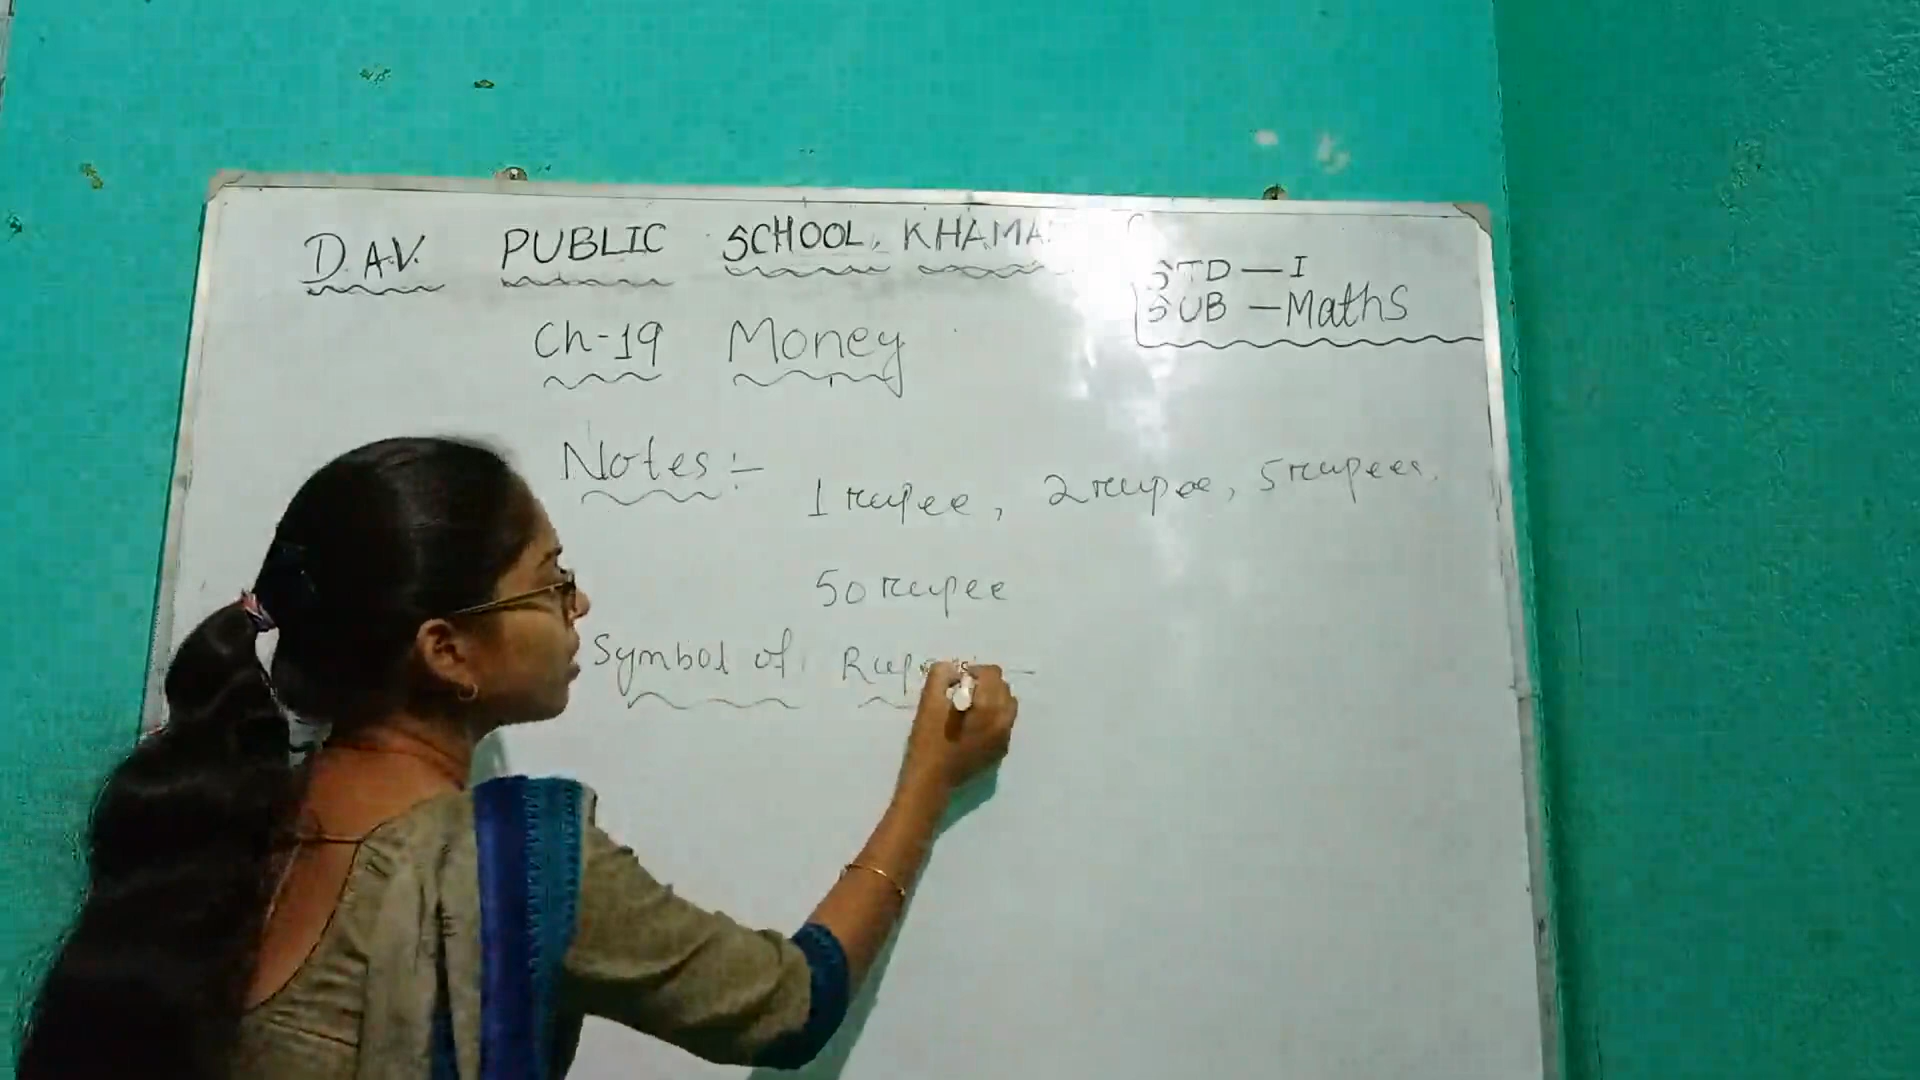 D.A.V. PUBLIC SCHOOL, KHAMA
STD — I
SUB — Maths
Ch-19 Money
Notes :-
1 rupee, 2 rupee, 5 rupees,
50 rupee
Symbol of